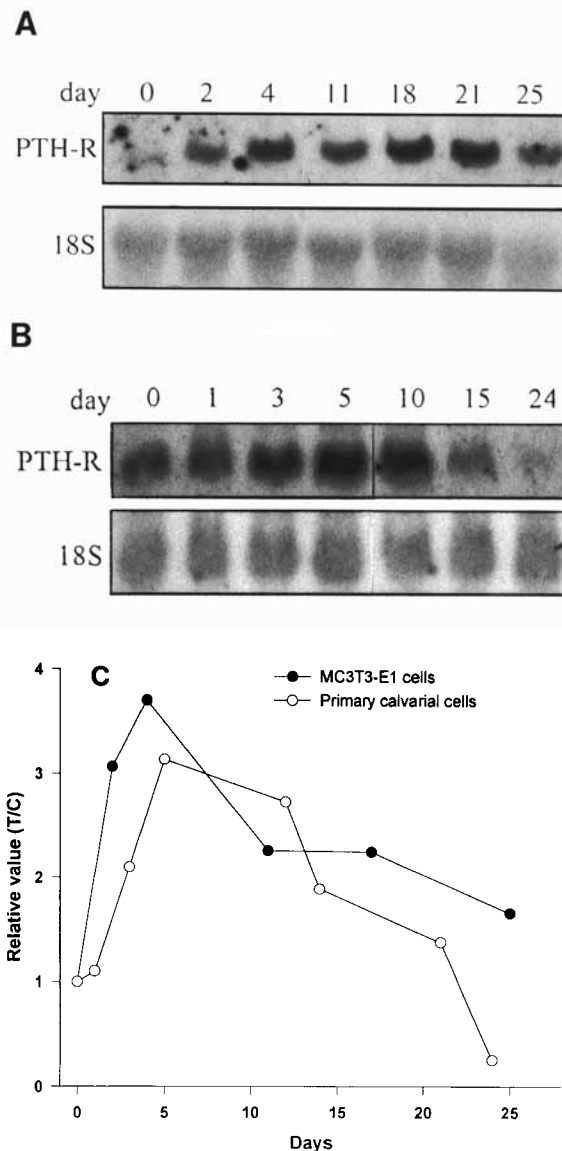 A
day 0 2 4 11 18 21 25
PTH-R
18S
B
day 0 1 3 5 10 15 24
PTH-R
18S
C
MC3T3-E1 cells
Primary calvarial cells
Relative value (T/C)
4
3
2
1
0
0 5 10 15 20 25
Days